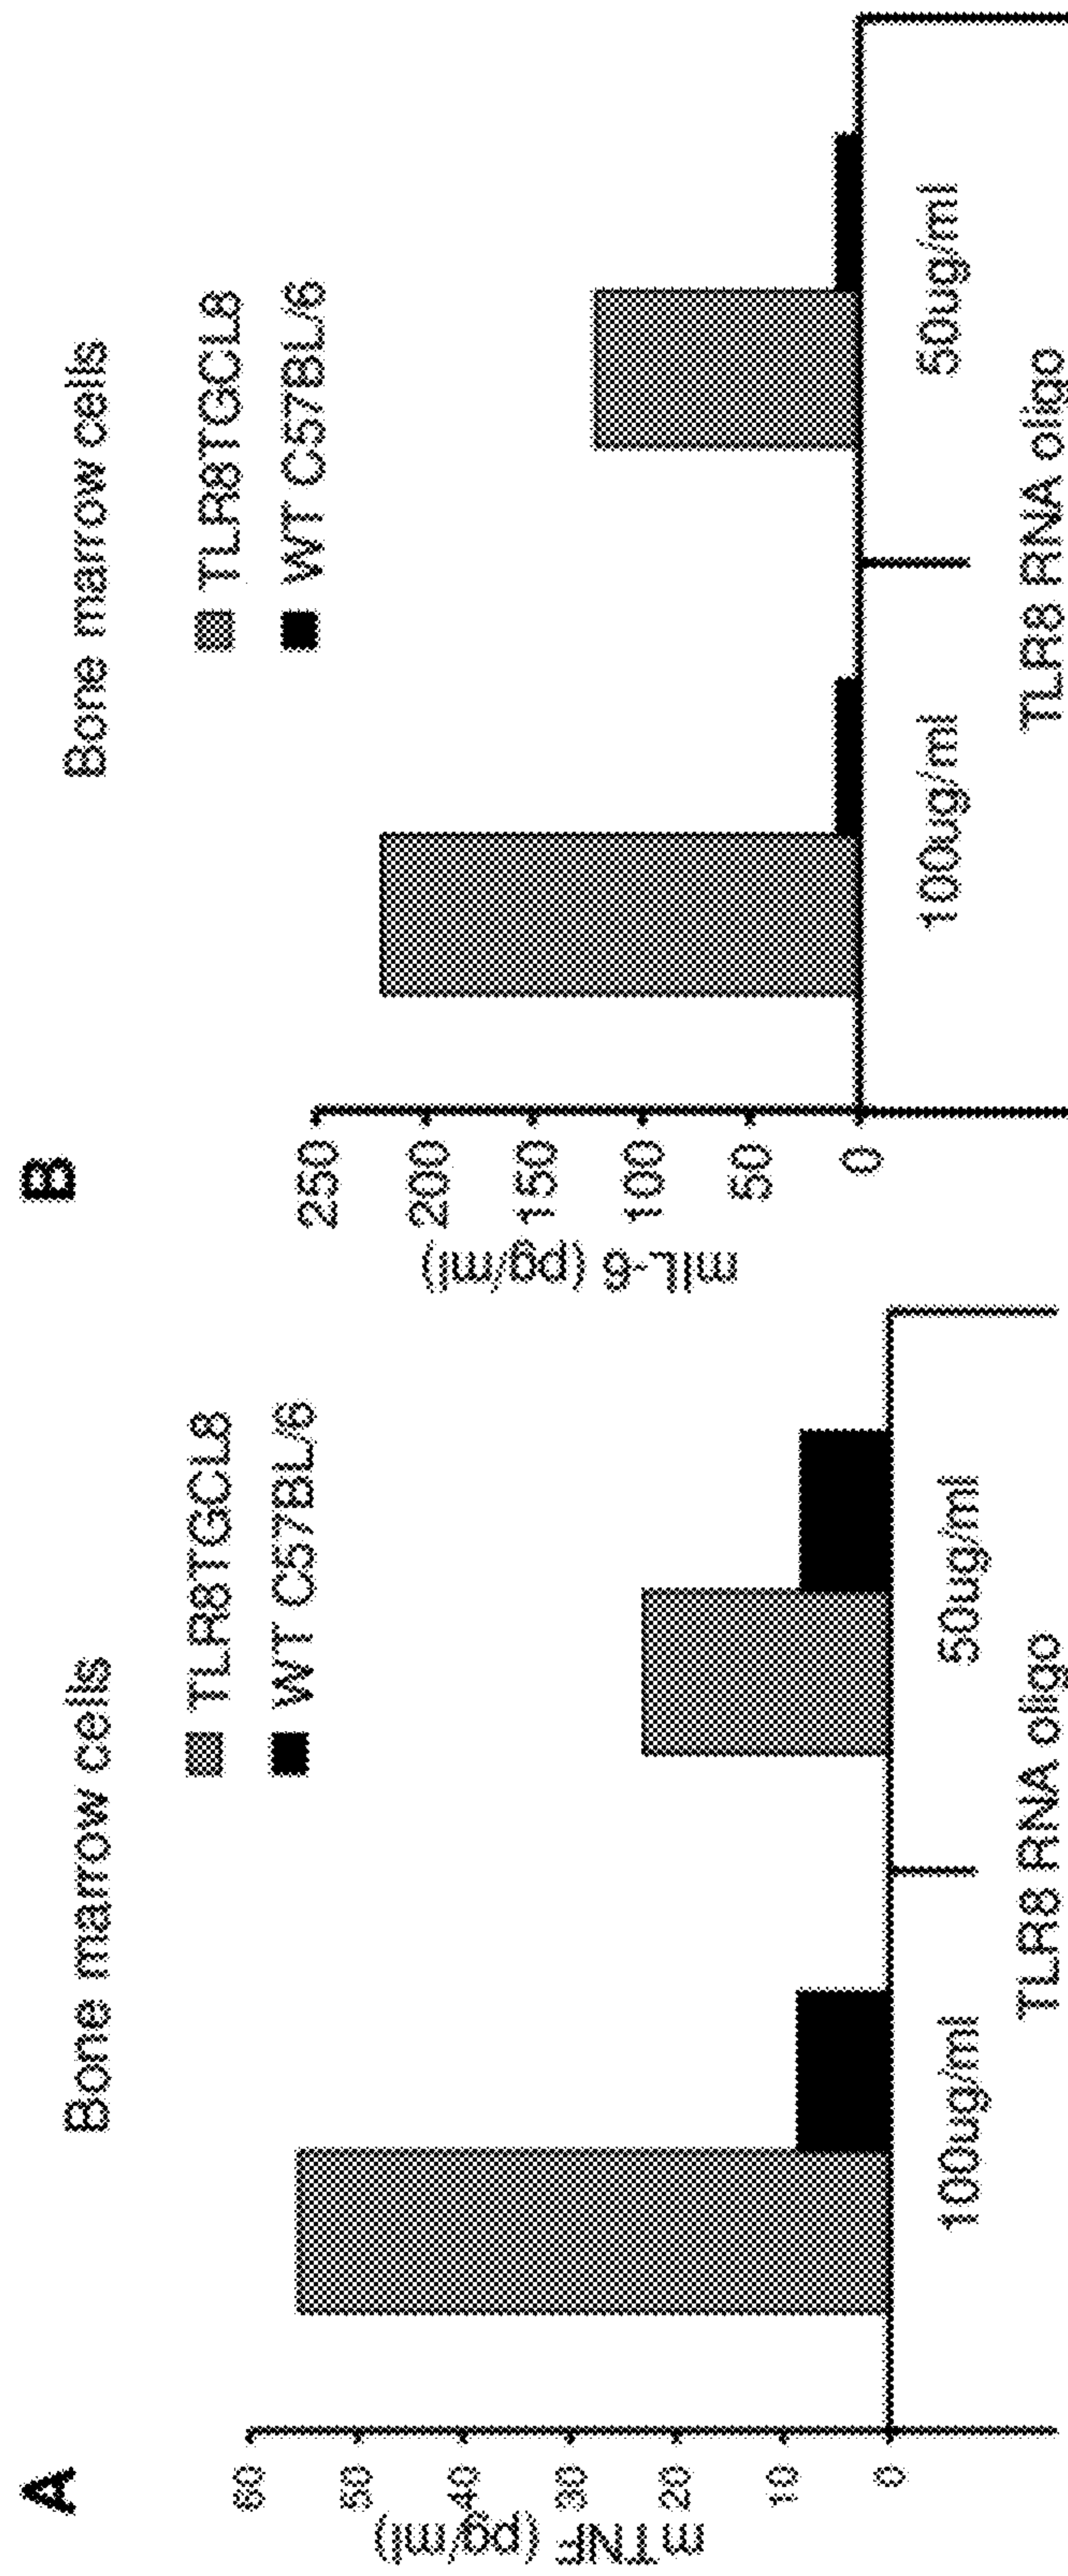 A
Bone marrow cells
TLR8TGCL8
WT C57BL/6
mTNF (pg/ml)
60
50
40
30
20
10
0
100ug/ml
50ug/ml
TLR8 RNA oligo
B
Bone marrow cells
TLR8TGCL8
WT C57BL/6
mIL-6 (pg/ml)
250
200
150
100
50
0
100ug/ml
50ug/ml
TLR8 RNA oligo